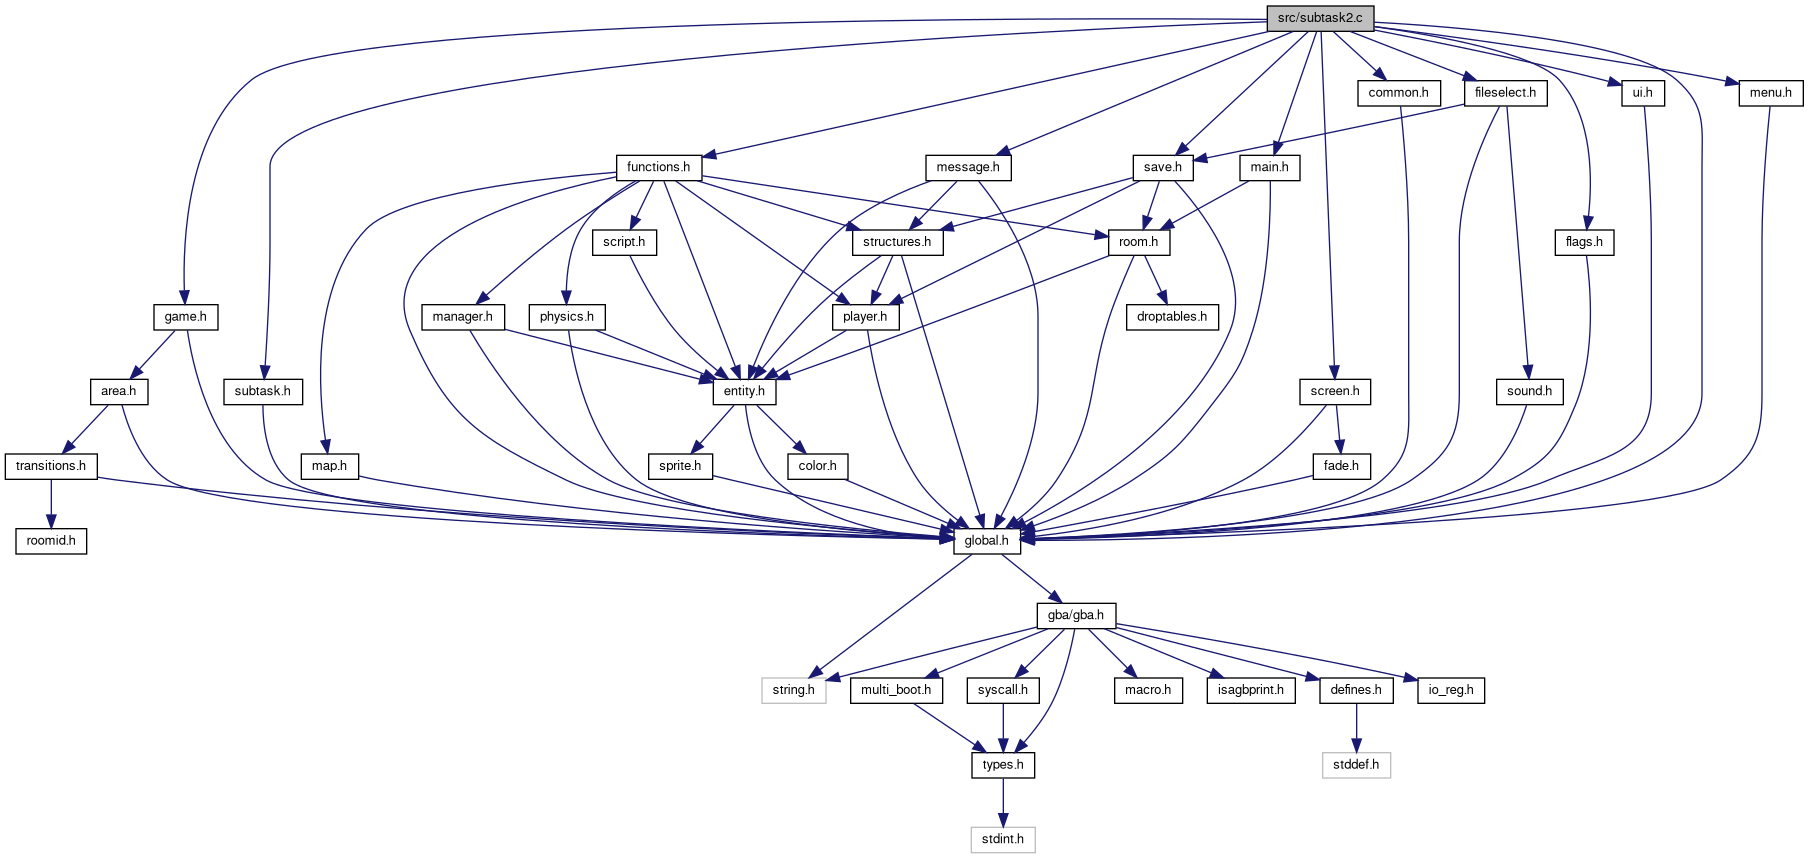 src/subtask2.c
common.h
fileselect.h
ui.h
menu.h
functions.h
message.h
save.h
main.h
script.h
structures.h
room.h
flags.h
game.h
manager.h
physics.h
player.h
droptables.h
area.h
subtask.h
entity.h
screen.h
sound.h
transitions.h
map.h
sprite.h
color.h
fade.h
roomid.h
global.h
gba/gba.h
string.h
multi_boot.h
syscall.h
macro.h
isagbprint.h
defines.h
io_reg.h
types.h
stddef.h
stdint.h